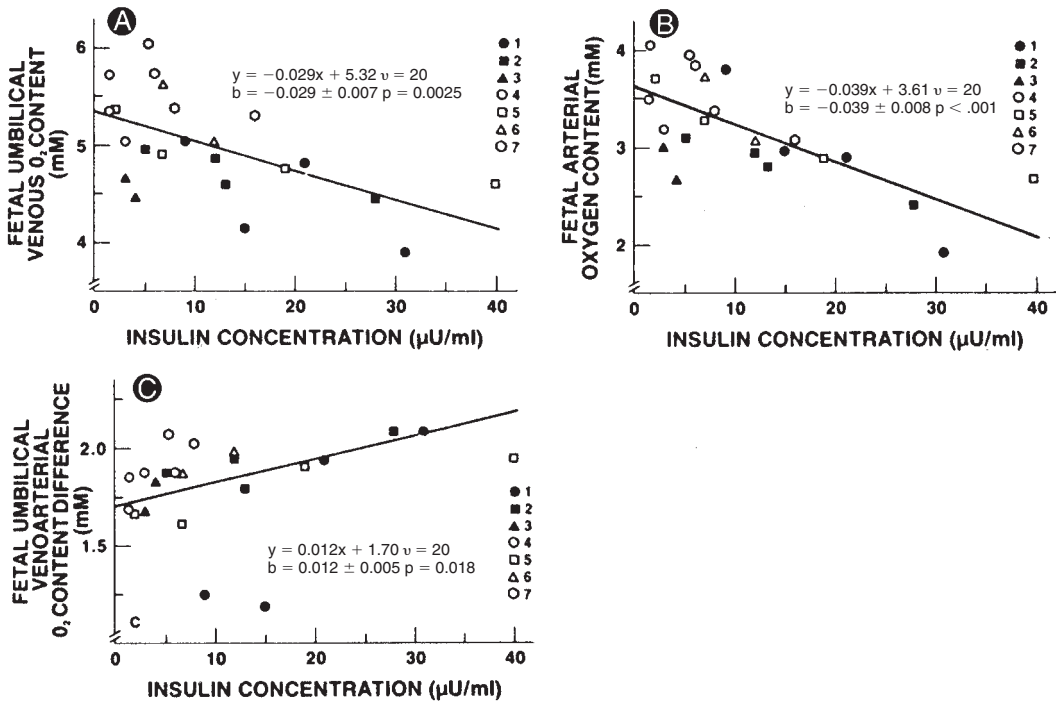 A
FETAL UMBILICAL
VENOUS O₂ CONTENT
(mM)
6
5
4
y = −0.029x + 5.32 υ = 20
b = −0.029 ± 0.007 p = 0.0025
1
2
3
4
5
6
7
0 10 20 30 40
INSULIN CONCENTRATION (µU/ml)
B
FETAL ARTERIAL
OXYGEN CONTENT(mM)
4
3
2
y = −0.039x + 3.61 υ = 20
b = −0.039 ± 0.008 p < .001
1
2
3
4
5
6
7
0 10 20 30 40
INSULIN CONCENTRATION (µU/ml)
C
FETAL UMBILICAL
VENOARTERIAL
O₂ CONTENT DIFFERENCE
(mM)
2.0
1.5
1
2
3
4
5
6
7
y = 0.012x + 1.70 υ = 20
b = 0.012 ± 0.005 p = 0.018
C
0 10 20 30 40
INSULIN CONCENTRATION (µU/ml)